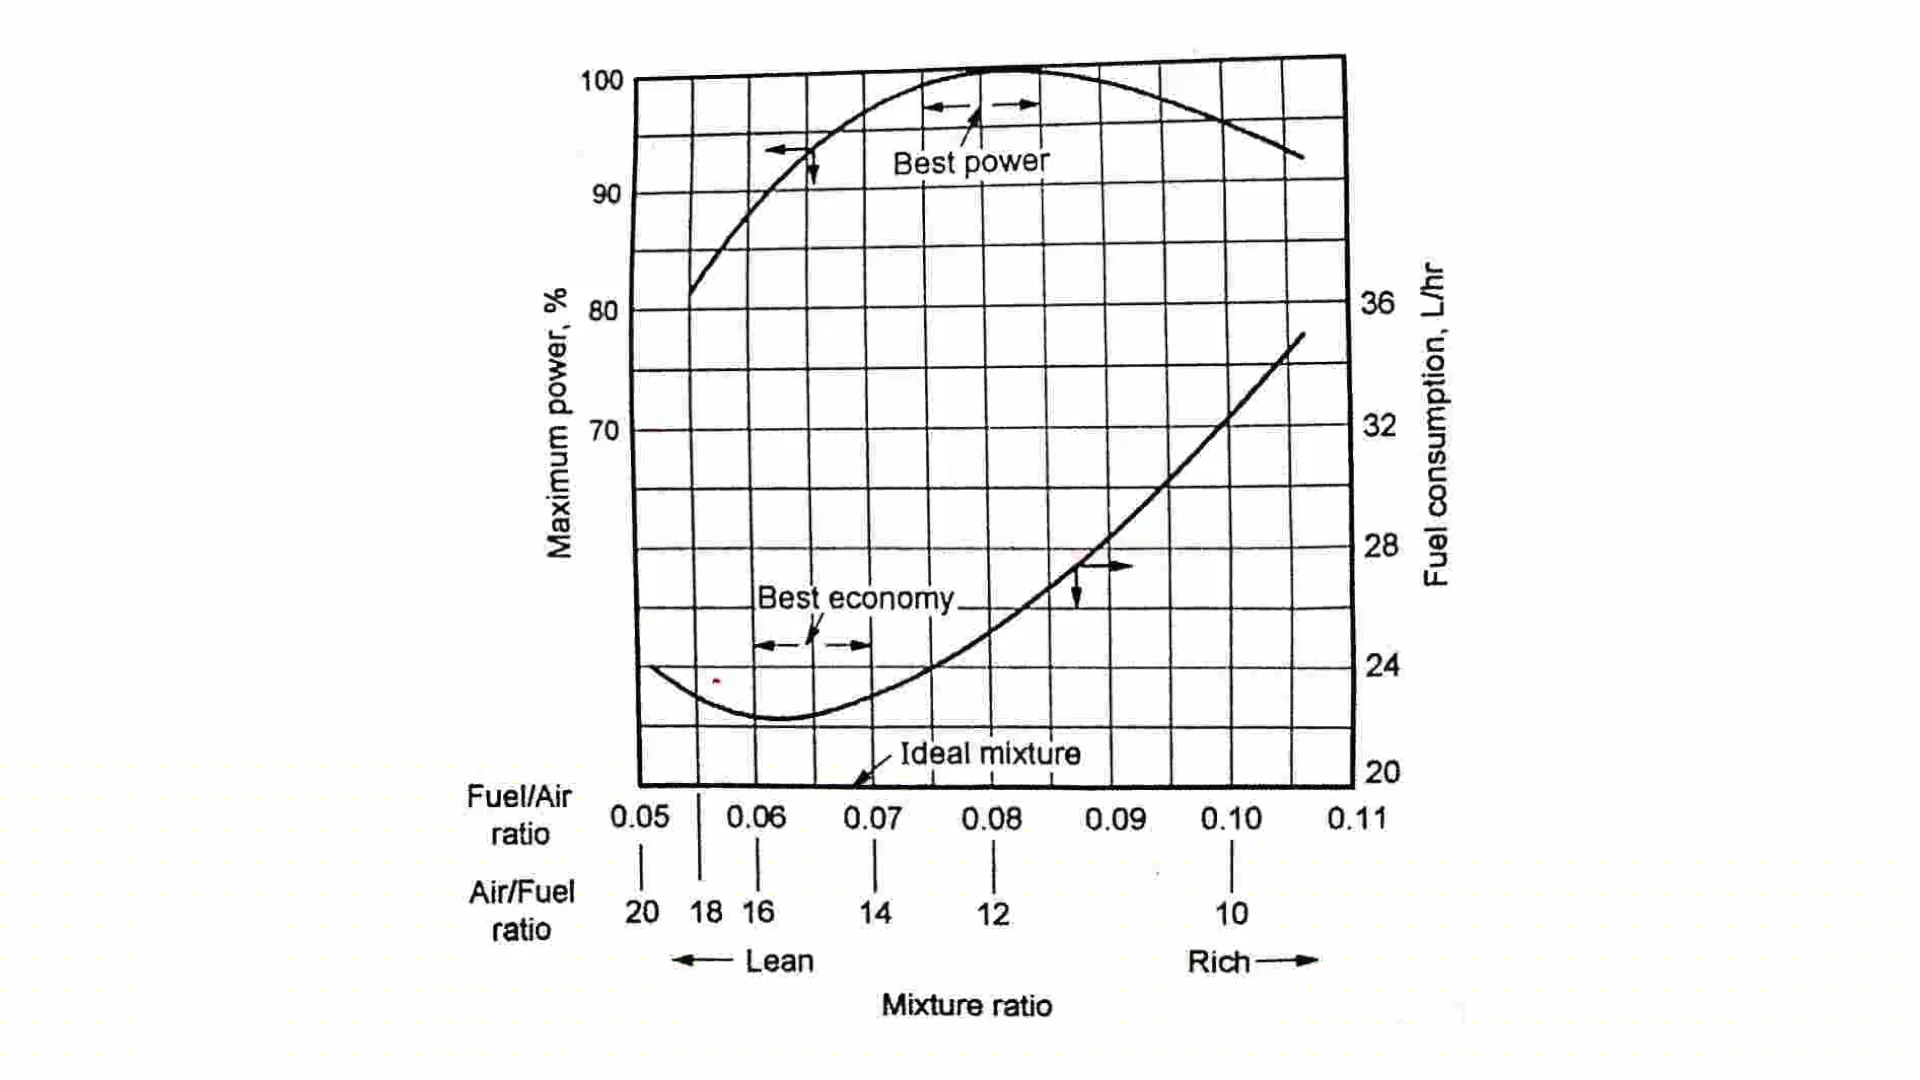 100
90
80
70
Maximum power, %
Best power
36
32
28
24
20
Fuel consumption, L/hr
Best economy
Ideal mixture
Fuel/Air
ratio
0.05 0.06 0.07 0.08 0.09 0.10 0.11
Air/Fuel
ratio
20 18 16 14 12 10
Lean
Rich
Mixture ratio